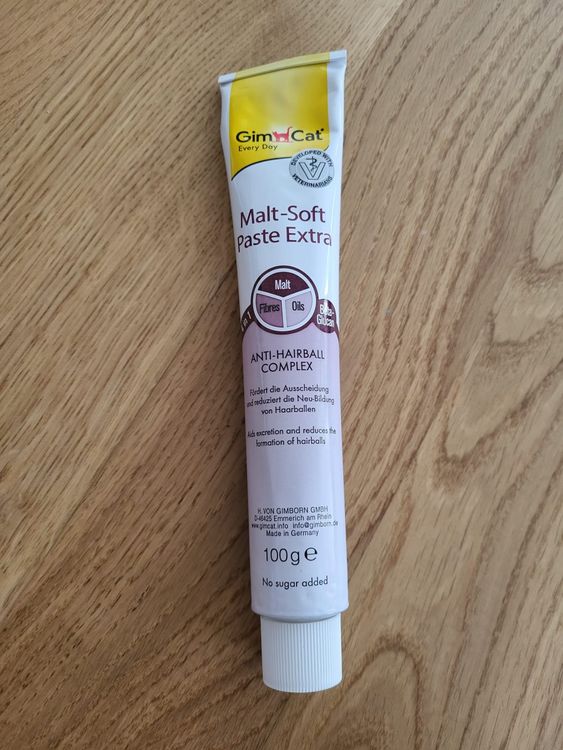 GimCat
Every Day
DEVELOPED WITH
VETERINARIANS
Malt-Soft
Paste Extra
Malt
Fibres Oils
Beta-
Glucan
ANTI-HAIRBALL
COMPLEX
Fördert die Ausscheidung
und reduziert die Neu-Bildung
von Haarballen
Aids excretion and reduces the
formation of hairballs
H. VON GIMBORN GMBH
D-46425 Emmerich am Rhein
www.gimcat.info info@gimborn.de
Made in Germany
100g e
No sugar added